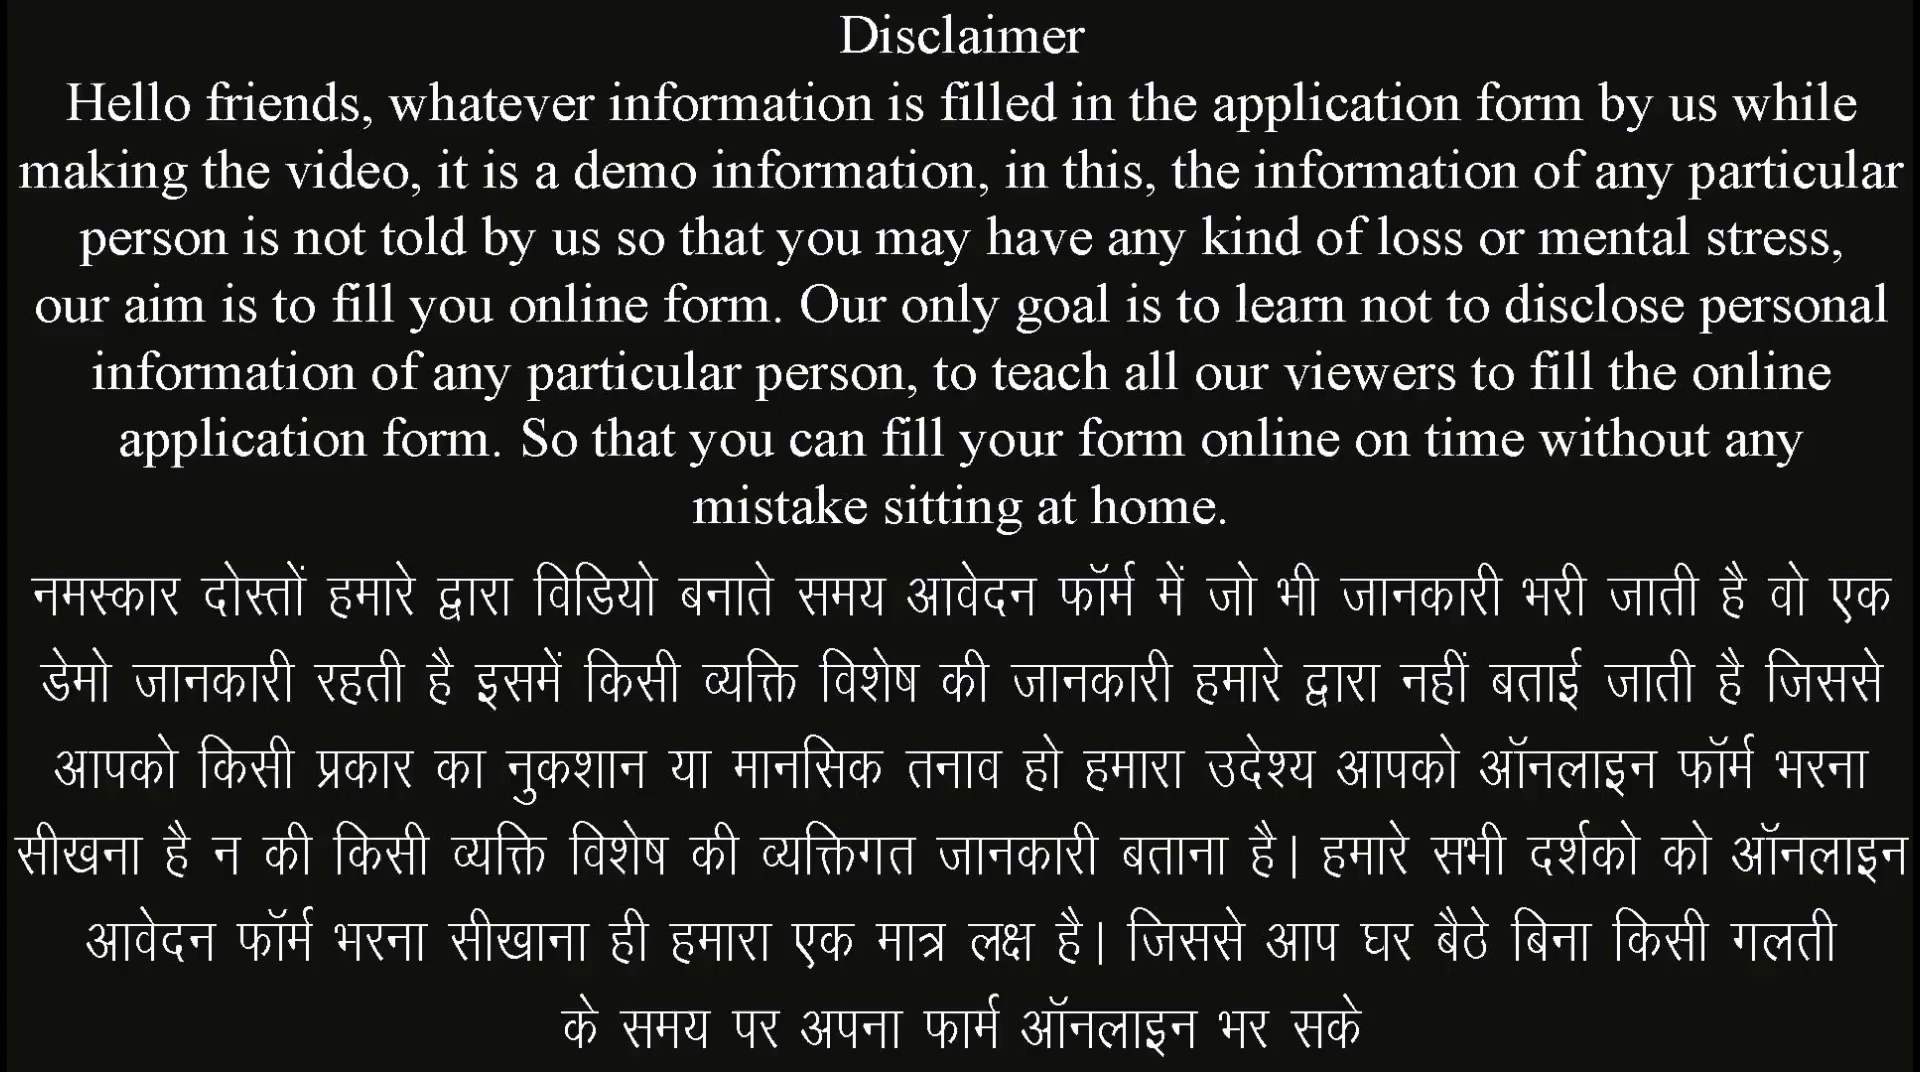 Disclaimer
Hello friends, whatever information is filled in the application form by us while
making the video, it is a demo information, in this, the information of any particular
person is not told by us so that you may have any kind of loss or mental stress,
our aim is to fill you online form. Our only goal is to learn not to disclose personal
information of any particular person, to teach all our viewers to fill the online
application form. So that you can fill your form online on time without any
mistake sitting at home.
नमस्कार दोस्तों हमारे द्वारा विडियो बनाते समय आवेदन फॉर्म में जो भी जानकारी भरी जाती है वो एक
डेमो जानकारी रहती है इसमें किसी व्यक्ति विशेष की जानकारी हमारे द्वारा नहीं बताई जाती है जिससे
आपको किसी प्रकार का नुकशान या मानसिक तनाव हो हमारा उदेश्य आपको ऑनलाइन फॉर्म भरना
सीखना है न की किसी व्यक्ति विशेष की व्यक्तिगत जानकारी बताना है। हमारे सभी दर्शको को ऑनलाइन
आवेदन फॉर्म भरना सीखाना ही हमारा एक मात्र लक्ष है। जिससे आप घर बैठे बिना किसी गलती
के समय पर अपना फार्म ऑनलाइन भर सके